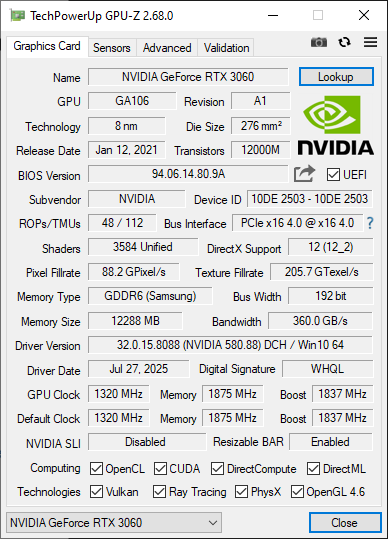 TechPowerUp GPU-Z 2.68.0
Graphics Card Sensors Advanced Validation
Name NVIDIA GeForce RTX 3060 Lookup
GPU GA106 Revision A1
Technology 8 nm Die Size 276 mm²
Release Date Jan 12, 2021 Transistors 12000M
NVIDIA
BIOS Version 94.06.14.80.9A UEFI
Subvendor NVIDIA Device ID 10DE 2503 - 10DE 2503
ROPs/TMUs 48 / 112 Bus Interface PCIe x16 4.0 @ x16 4.0 ?
Shaders 3584 Unified DirectX Support 12 (12_2)
Pixel Fillrate 88.2 GPixel/s Texture Fillrate 205.7 GTexel/s
Memory Type GDDR6 (Samsung) Bus Width 192 bit
Memory Size 12288 MB Bandwidth 360.0 GB/s
Driver Version 32.0.15.8088 (NVIDIA 580.88) DCH / Win10 64
Driver Date Jul 27, 2025 Digital Signature WHQL
GPU Clock 1320 MHz Memory 1875 MHz Boost 1837 MHz
Default Clock 1320 MHz Memory 1875 MHz Boost 1837 MHz
NVIDIA SLI Disabled Resizable BAR Enabled
Computing OpenCL CUDA DirectCompute DirectML
Technologies Vulkan Ray Tracing PhysX OpenGL 4.6
NVIDIA GeForce RTX 3060 Close